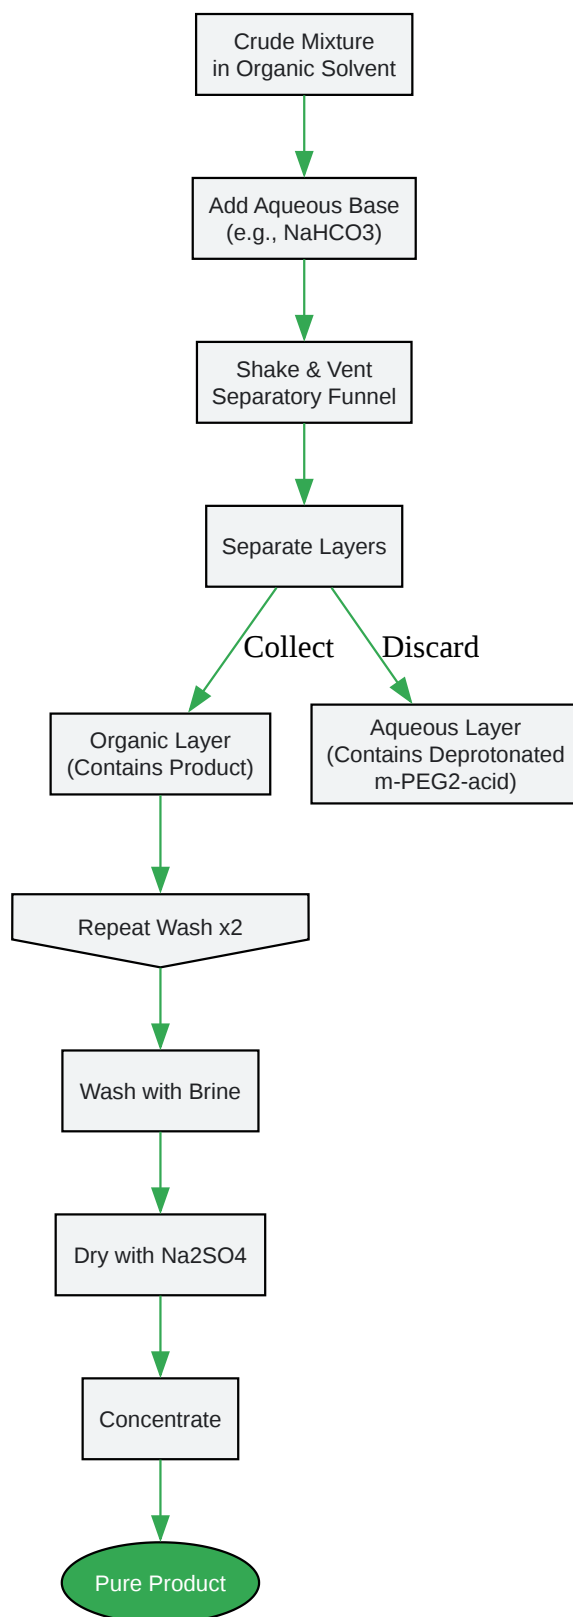 Crude Mixture
in Organic Solvent
Add Aqueous Base
(e.g., NaHCO3)
Shake & Vent
Separatory Funnel
Separate Layers
Collect
Discard
Organic Layer
(Contains Product)
Aqueous Layer
(Contains Deprotonated
m-PEG2-acid)
Repeat Wash x2
Wash with Brine
Dry with Na2SO4
Concentrate
Pure Product